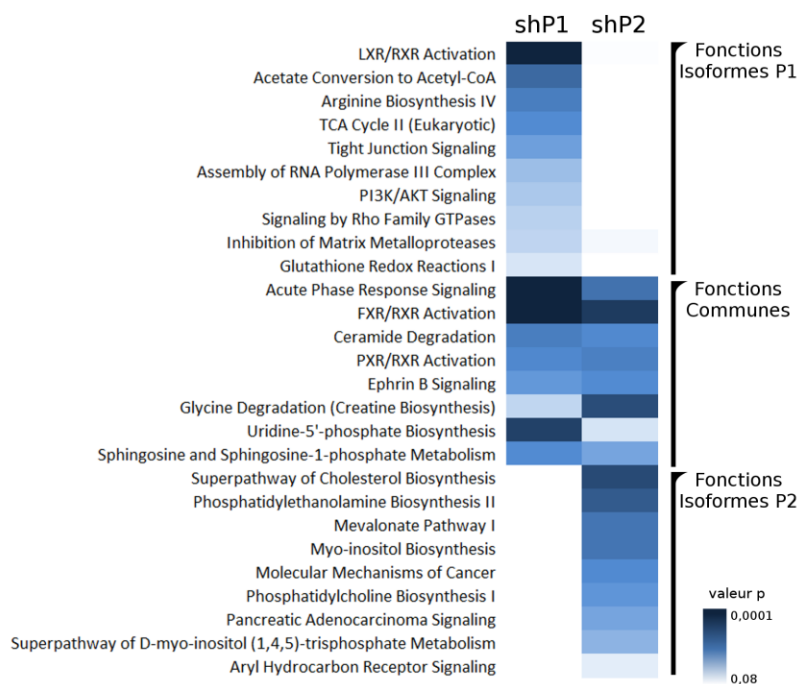 shP1 shP2
LXR/RXR Activation
Acetate Conversion to Acetyl-CoA
Arginine Biosynthesis IV
TCA Cycle II (Eukaryotic)
Tight Junction Signaling
Assembly of RNA Polymerase III Complex
PI3K/AKT Signaling
Signaling by Rho Family GTPases
Inhibition of Matrix Metalloproteases
Glutathione Redox Reactions I
Acute Phase Response Signaling
FXR/RXR Activation
Ceramide Degradation
PXR/RXR Activation
Ephrin B Signaling
Glycine Degradation (Creatine Biosynthesis)
Uridine-5'-phosphate Biosynthesis
Sphingosine and Sphingosine-1-phosphate Metabolism
Superpathway of Cholesterol Biosynthesis
Phosphatidylethanolamine Biosynthesis II
Mevalonate Pathway I
Myo-inositol Biosynthesis
Molecular Mechanisms of Cancer
Phosphatidylcholine Biosynthesis I
Pancreatic Adenocarcinoma Signaling
Superpathway of D-myo-inositol (1,4,5)-trisphosphate Metabolism
Aryl Hydrocarbon Receptor Signaling
Fonctions
Isoformes P1
Fonctions
Communes
Fonctions
Isoformes P2
valeur p
0,0001
0,08